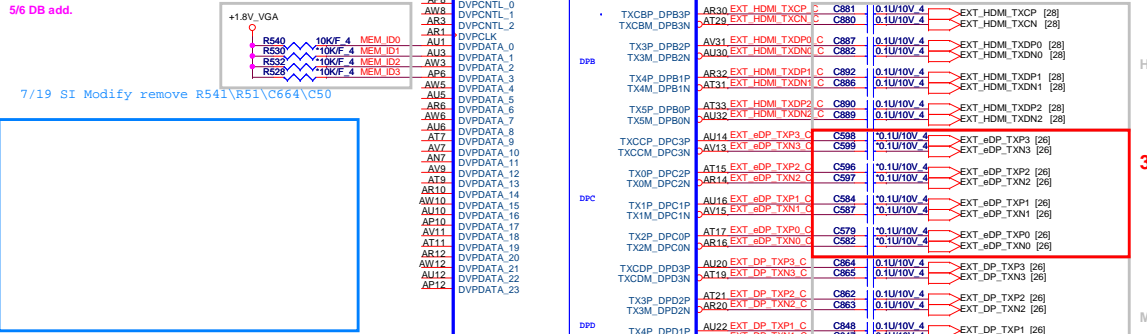 5/6 DB add.
+1.8V_VGA
R540 10K/F_4 MEM_ID0
R530 *10K/F_4 MEM_ID1
R532 *10K/F_4 MEM_ID2
R528 *10K/F_4 MEM_ID3
7/19 SI Modify remove R541\R51\C664\C50
AW8 DVPCNTL_0
AR3 DVPCNTL_1
DVPCNTL_2
AR1 DVPCLK
AU1 DVPDATA_0
AU3 DVPDATA_1
AW3 DVPDATA_2
AP6 DVPDATA_3
AW5 DVPDATA_4
AU5 DVPDATA_5
AR6 DVPDATA_6
AW6 DVPDATA_7
AU6 DVPDATA_8
AT7 DVPDATA_9
AV7 DVPDATA_10
AN7 DVPDATA_11
AV9 DVPDATA_12
AT9 DVPDATA_13
AR10 DVPDATA_14
AW10 DVPDATA_15
AU10 DVPDATA_16
AP10 DVPDATA_17
AV11 DVPDATA_18
AT11 DVPDATA_19
AR12 DVPDATA_20
AW12 DVPDATA_21
AU12 DVPDATA_22
AP12 DVPDATA_23
DPB
DPC
DPD
TXCBP_DPB3P AR30 EXT_HDMI_TXCP_C C881 0.1U/10V_4 EXT_HDMI_TXCP [28]
TXCBM_DPB3N AT29 EXT_HDMI_TXCN_C C880 0.1U/10V_4 EXT_HDMI_TXCN [28]
TX3P_DPB2P AV31 EXT_HDMI_TXDP0_C C887 0.1U/10V_4 EXT_HDMI_TXDP0 [28]
TX3M_DPB2N AU30 EXT_HDMI_TXDN0_C C882 0.1U/10V_4 EXT_HDMI_TXDN0 [28]
TX4P_DPB1P AR32 EXT_HDMI_TXDP1_C C892 0.1U/10V_4 EXT_HDMI_TXDP1 [28]
TX4M_DPB1N AT31 EXT_HDMI_TXDN1_C C886 0.1U/10V_4 EXT_HDMI_TXDN1 [28]
TX5P_DPB0P AT33 EXT_HDMI_TXDP2_C C890 0.1U/10V_4 EXT_HDMI_TXDP2 [28]
TX5M_DPB0N AU32 EXT_HDMI_TXDN2_C C889 0.1U/10V_4 EXT_HDMI_TXDN2 [28]
TXCCP_DPC3P AU14 EXT_eDP_TXP3_C C598 *0.1U/10V_4 EXT_eDP_TXP3 [26]
TXCCM_DPC3N AV13 EXT_eDP_TXN3_C C599 *0.1U/10V_4 EXT_eDP_TXN3 [26]
TX0P_DPC2P AT15 EXT_eDP_TXP2_C C596 *0.1U/10V_4 EXT_eDP_TXP2 [26]
TX0M_DPC2N AR14 EXT_eDP_TXN2_C C597 *0.1U/10V_4 EXT_eDP_TXN2 [26]
TX1P_DPC1P AU16 EXT_eDP_TXP1_C C584 *0.1U/10V_4 EXT_eDP_TXP1 [26]
TX1M_DPC1N AV15 EXT_eDP_TXN1_C C587 *0.1U/10V_4 EXT_eDP_TXN1 [26]
TX2P_DPC0P AT17 EXT_eDP_TXP0_C C579 *0.1U/10V_4 EXT_eDP_TXP0 [26]
TX2M_DPC0N AR16 EXT_eDP_TXN0_C C582 *0.1U/10V_4 EXT_eDP_TXN0 [26]
TXCDP_DPD3P AU20 EXT_DP_TXP3_C C864 0.1U/10V_4 EXT_DP_TXP3 [26]
TXCDM_DPD3N AT19 EXT_DP_TXN3_C C865 0.1U/10V_4 EXT_DP_TXN3 [26]
TX3P_DPD2P AT21 EXT_DP_TXP2_C C862 0.1U/10V_4 EXT_DP_TXP2 [26]
TX3M_DPD2N AR20 EXT_DP_TXN2_C C863 0.1U/10V_4 EXT_DP_TXN2 [26]
TX4P_DPD1P AU22 EXT_DP_TXP1_C C848 0.1U/10V_4 EXT_DP_TXP1 [26]